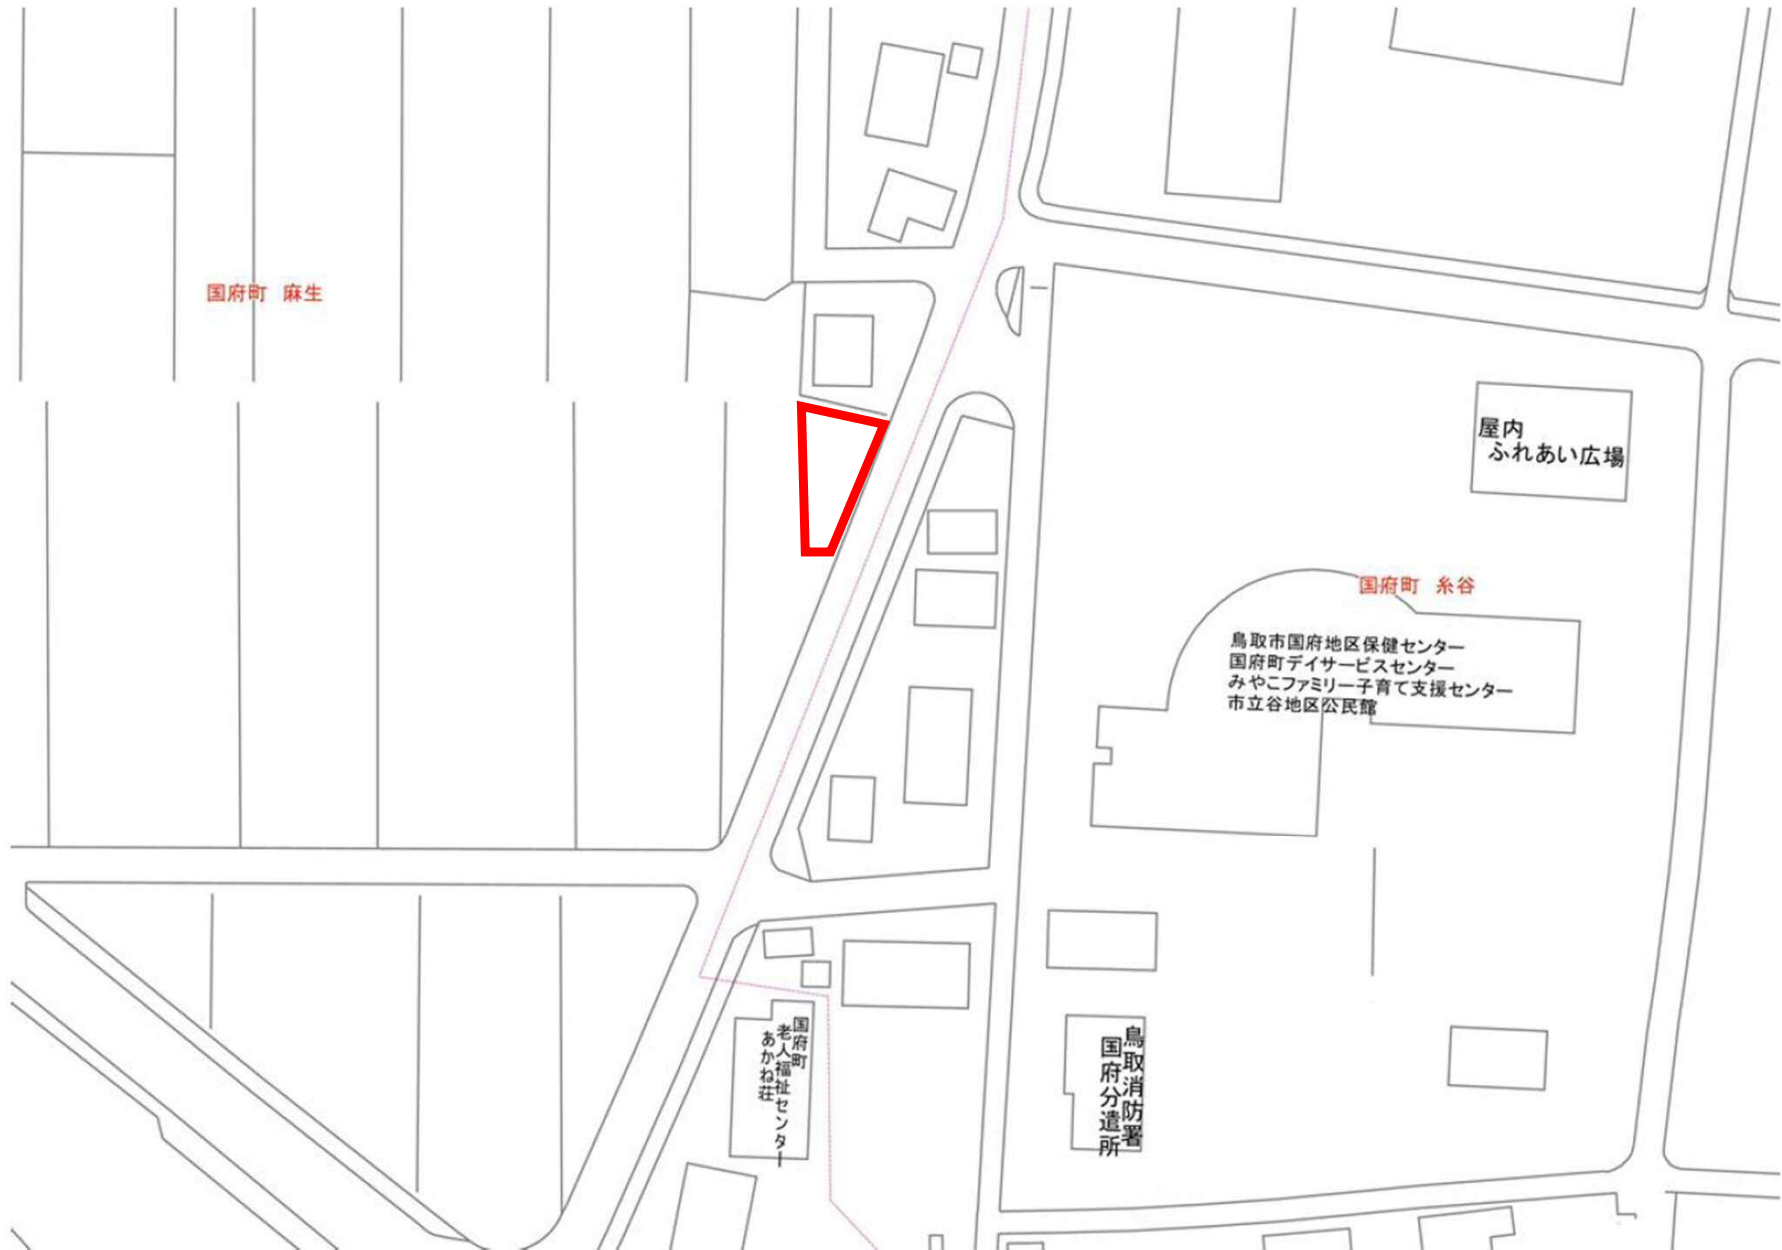 国府町 麻生
屋内
ふれあい広場
国府町 糸谷
鳥取市国府地区保健センター
国府町デイサービスセンター
みやこファミリー子育て支援センター
市立谷地区公民館
国府町
老人福祉センター
あかね荘
鳥取消防署
国府分遣所